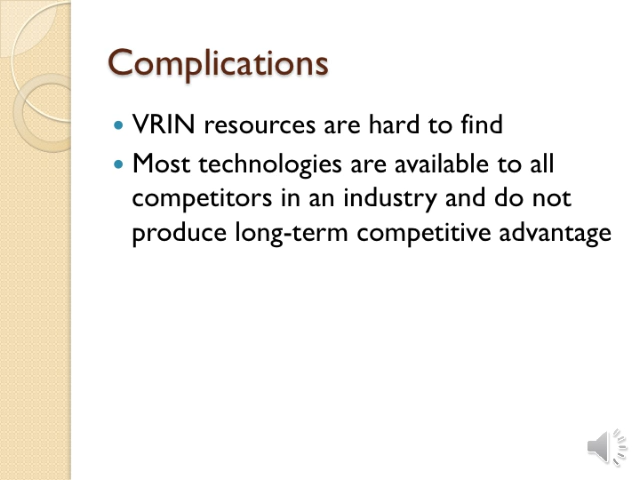 Complications
• VRIN resources are hard to find
• Most technologies are available to all
competitors in an industry and do not
produce long-term competitive advantage